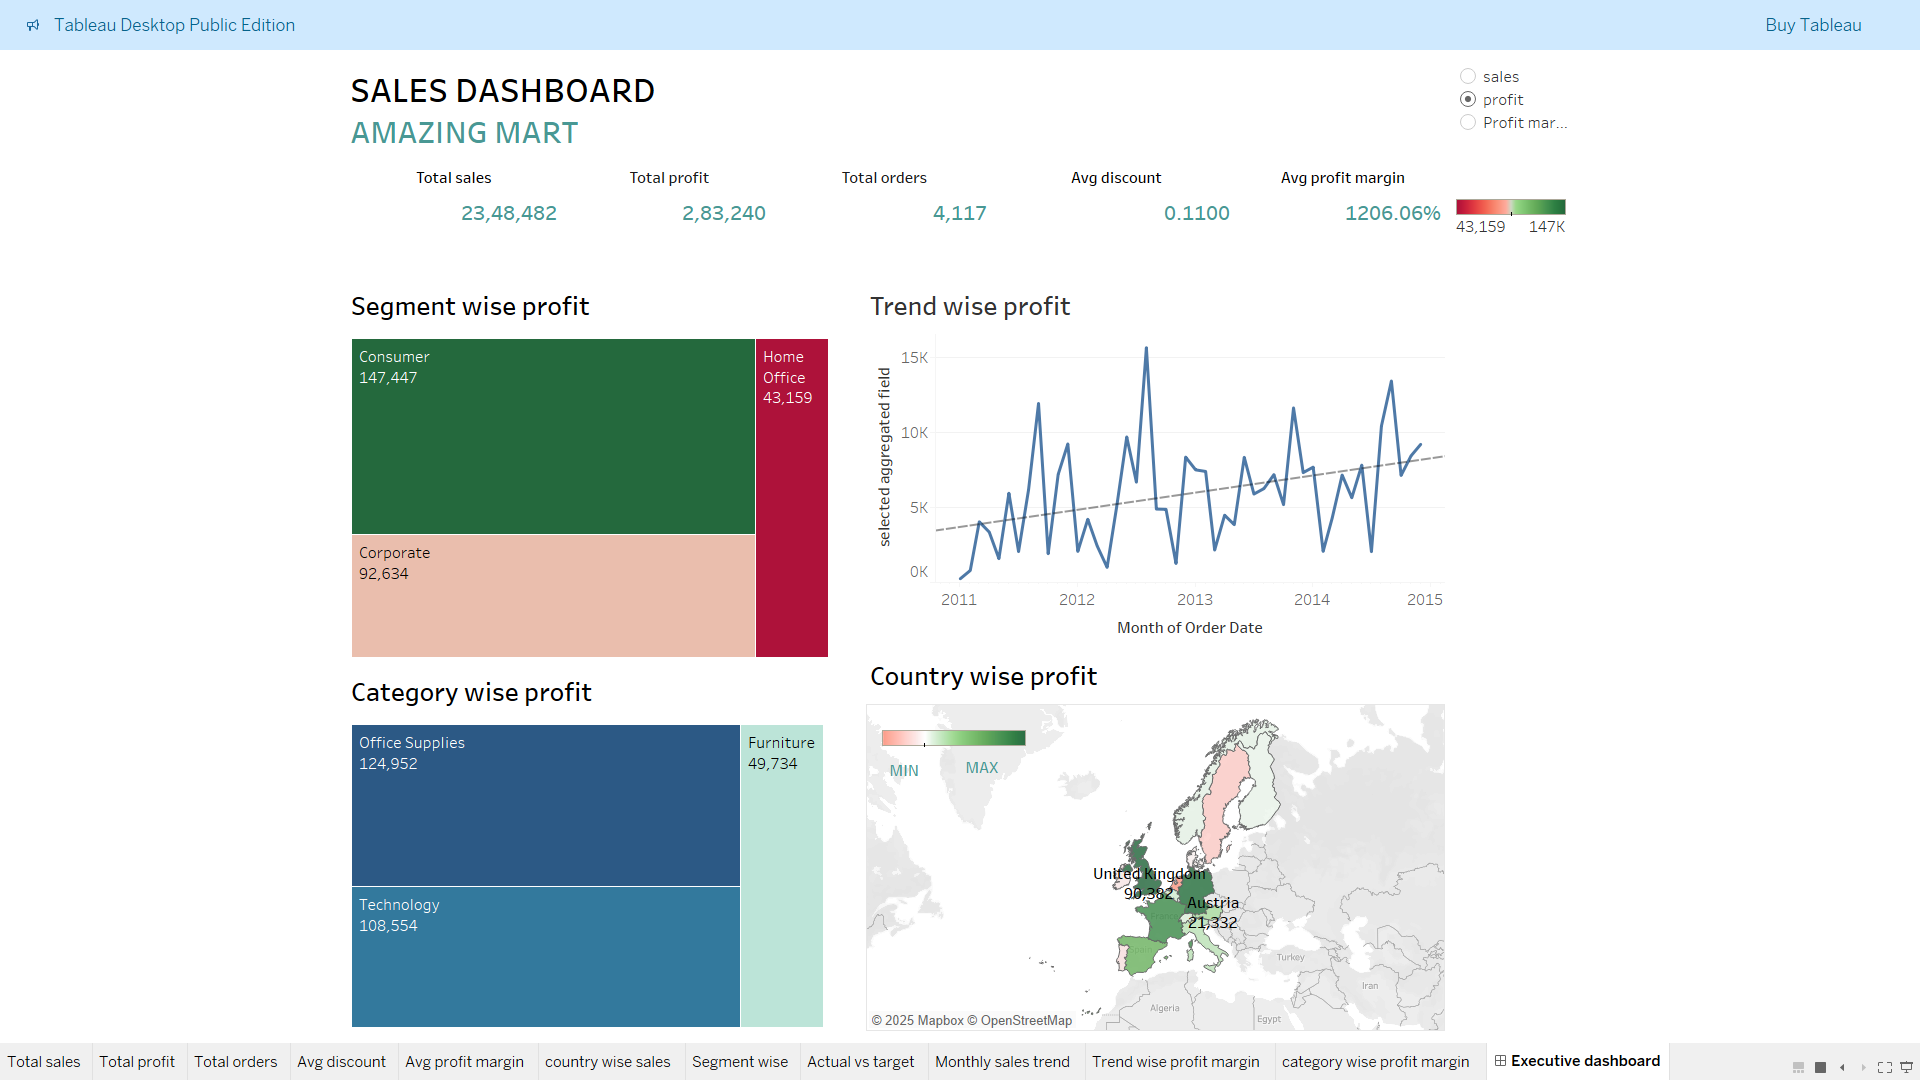 Tableau Desktop Public Edition
Buy Tableau
SALES DASHBOARD
AMAZING MART
sales
profit
Profit mar...
Total sales
23,48,482
Total profit
2,83,240
Total orders
4,117
Avg discount
0.1100
Avg profit margin
1206.06%
43,159 147K
Segment wise profit
Consumer
147,447
Home
Office
43,159
Corporate
92,634
Trend wise profit
selected aggregated field
15K
10K
5K
0K
2011 2012 2013 2014 2015
Month of Order Date
Category wise profit
Office Supplies
124,952
Furniture
49,734
Technology
108,554
Country wise profit
MIN MAX
United Kingdom
90,382
Austria
21,332
France
Turkey
Iran
Algeria
Egypt
© 2025 Mapbox © OpenStreetMap
Total sales
Total profit
Total orders
Avg discount
Avg profit margin
country wise sales
Segment wise
Actual vs target
Monthly sales trend
Trend wise profit margin
category wise profit margin
Executive dashboard